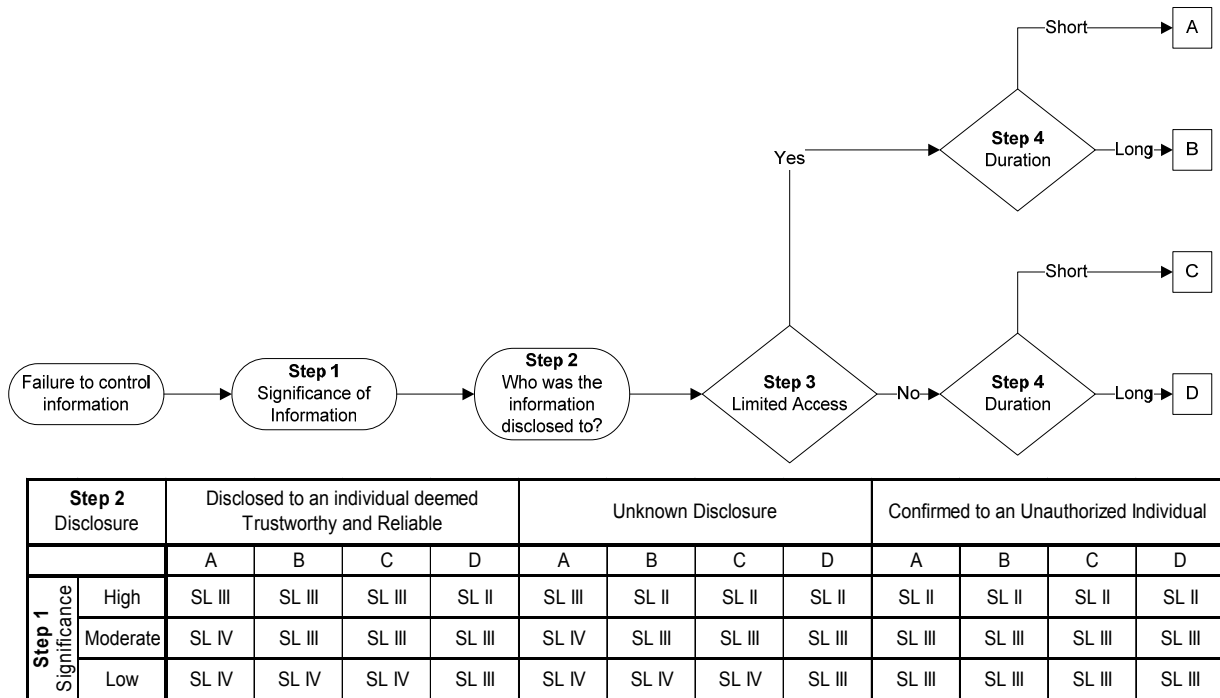 Short
A
Step 4
Duration
Yes
Long
B
Short
C
Failure to control
information
Step 1
Significance of
Information
Step 2
Who was the
information
disclosed to?
Step 3
Limited Access
No
Step 4
Duration
Long
D
Step 2
Disclosure
Disclosed to an individual deemed
Trustworthy and Reliable
Unknown Disclosure
Confirmed to an Unauthorized Individual
A B C D A B C D A B C D
Step 1
Significance
High SL III SL III SL III SL II SL III SL II SL II SL II SL II SL II SL II SL II
Moderate SL IV SL III SL III SL III SL IV SL III SL III SL III SL III SL III SL III SL III
Low SL IV SL IV SL IV SL III SL IV SL IV SL IV SL III SL III SL III SL III SL III